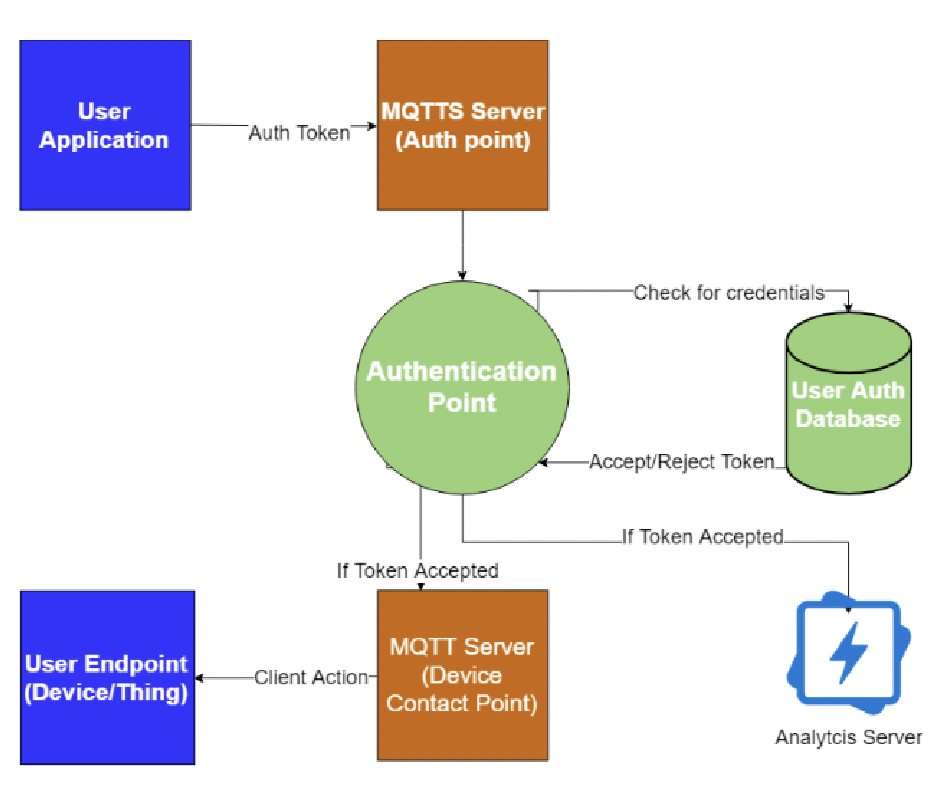 User
Application
Auth Token
MQTTS Server
(Auth point)
Check for credentials
Authentication
Point
User Auth
Database
Accept/Reject Token
If Token Accepted
If Token Accepted
User Endpoint
(Device/Thing)
Client Action
MQTT Server
(Device
Contact Point)
Analytcis Server